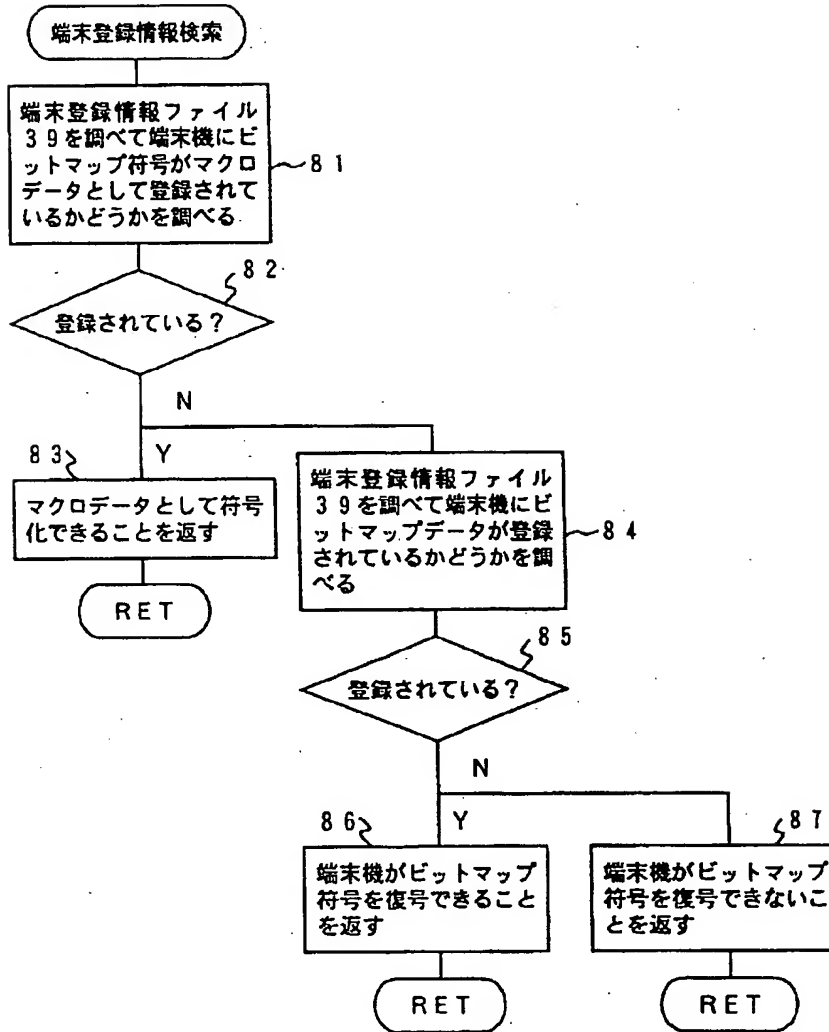 端末登録情報検索
端末登録情報ファイル
39を調べて端末機にビ
ットマップ符号がマクロ
データとして登録されて
いるかどうかを調べる
81
82
登録されている？
N
Y
83
マクロデータとして符号
化できることを返す
RET
端末登録情報ファイル
39を調べて端末機にビ
ットマップデータが登録
されているかどうかを調
べる
84
85
登録されている？
N
Y
86
端末機がビットマップ
符号を復号できること
を返す
RET
87
端末機がビットマップ
符号を復号できないこ
とを返す
RET